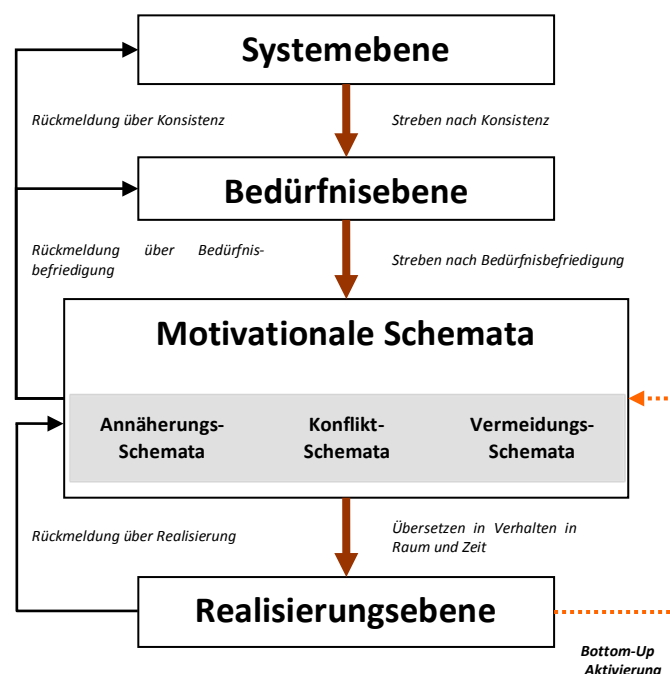 Systemebene
Rückmeldung über Konsistenz
Streben nach Konsistenz
Bedürfnisebene
Rückmeldung über Bedürfnis-
befriedigung
Streben nach Bedürfnisbefriedigung
Motivationale Schemata
Annäherungs-
Schemata
Konflikt-
Schemata
Vermeidungs-
Schemata
Rückmeldung über Realisierung
Übersetzen in Verhalten in
Raum und Zeit
Realisierungsebene
Bottom-Up
Aktivierung